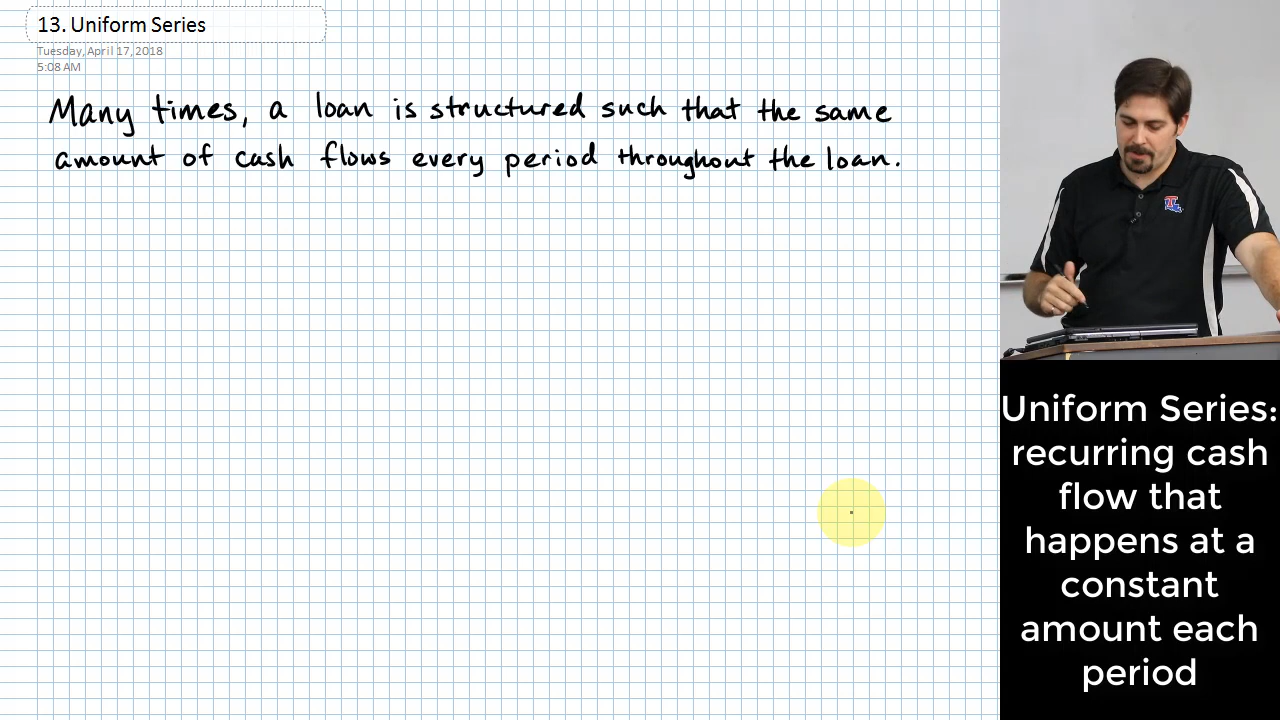 13. Uniform Series
Tuesday, April 17, 2018
5:08 AM
Many times, a loan is structured such that the same
amount of cash flows every period throughout the loan.
Uniform Series:
recurring cash
flow that
happens at a
constant
amount each
period